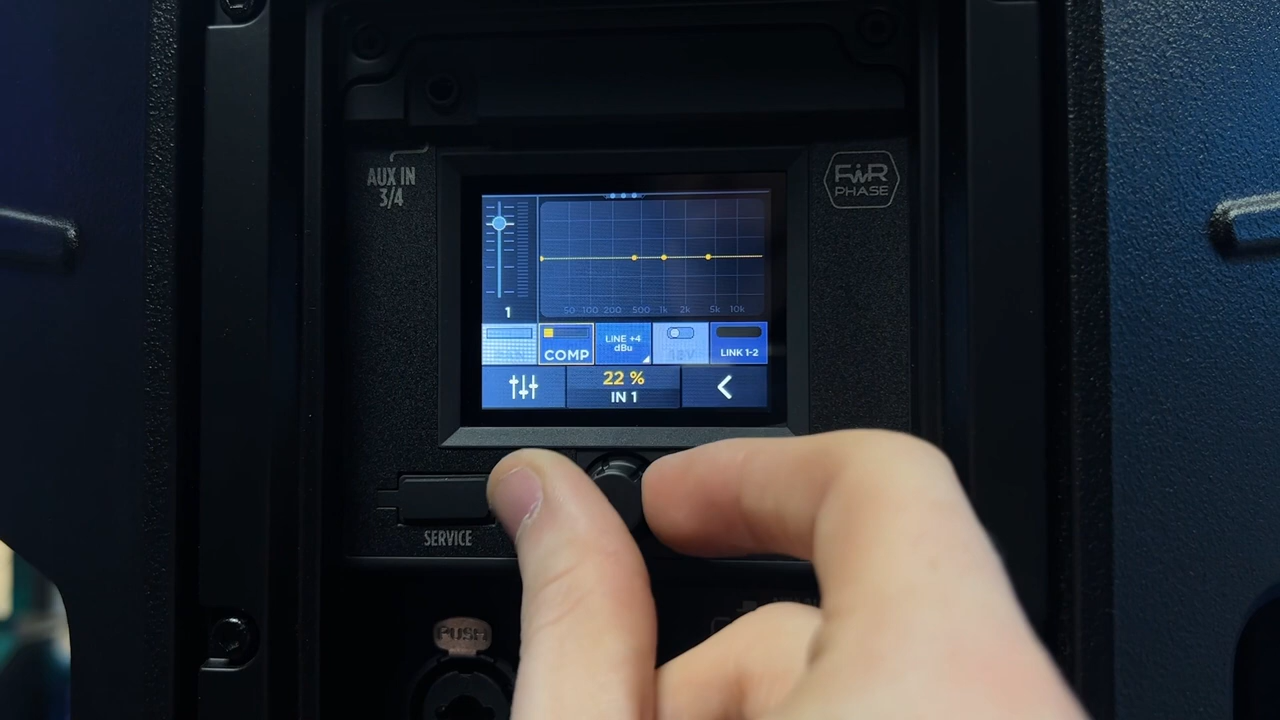 AUX IN
3/4
FiR
PHASE
1
50 100 200 500 1k 2k 5k 10k
COMP
LINE +4
dBu
18V
LINK 1-2
22 %
IN 1
SERVICE
PUSH